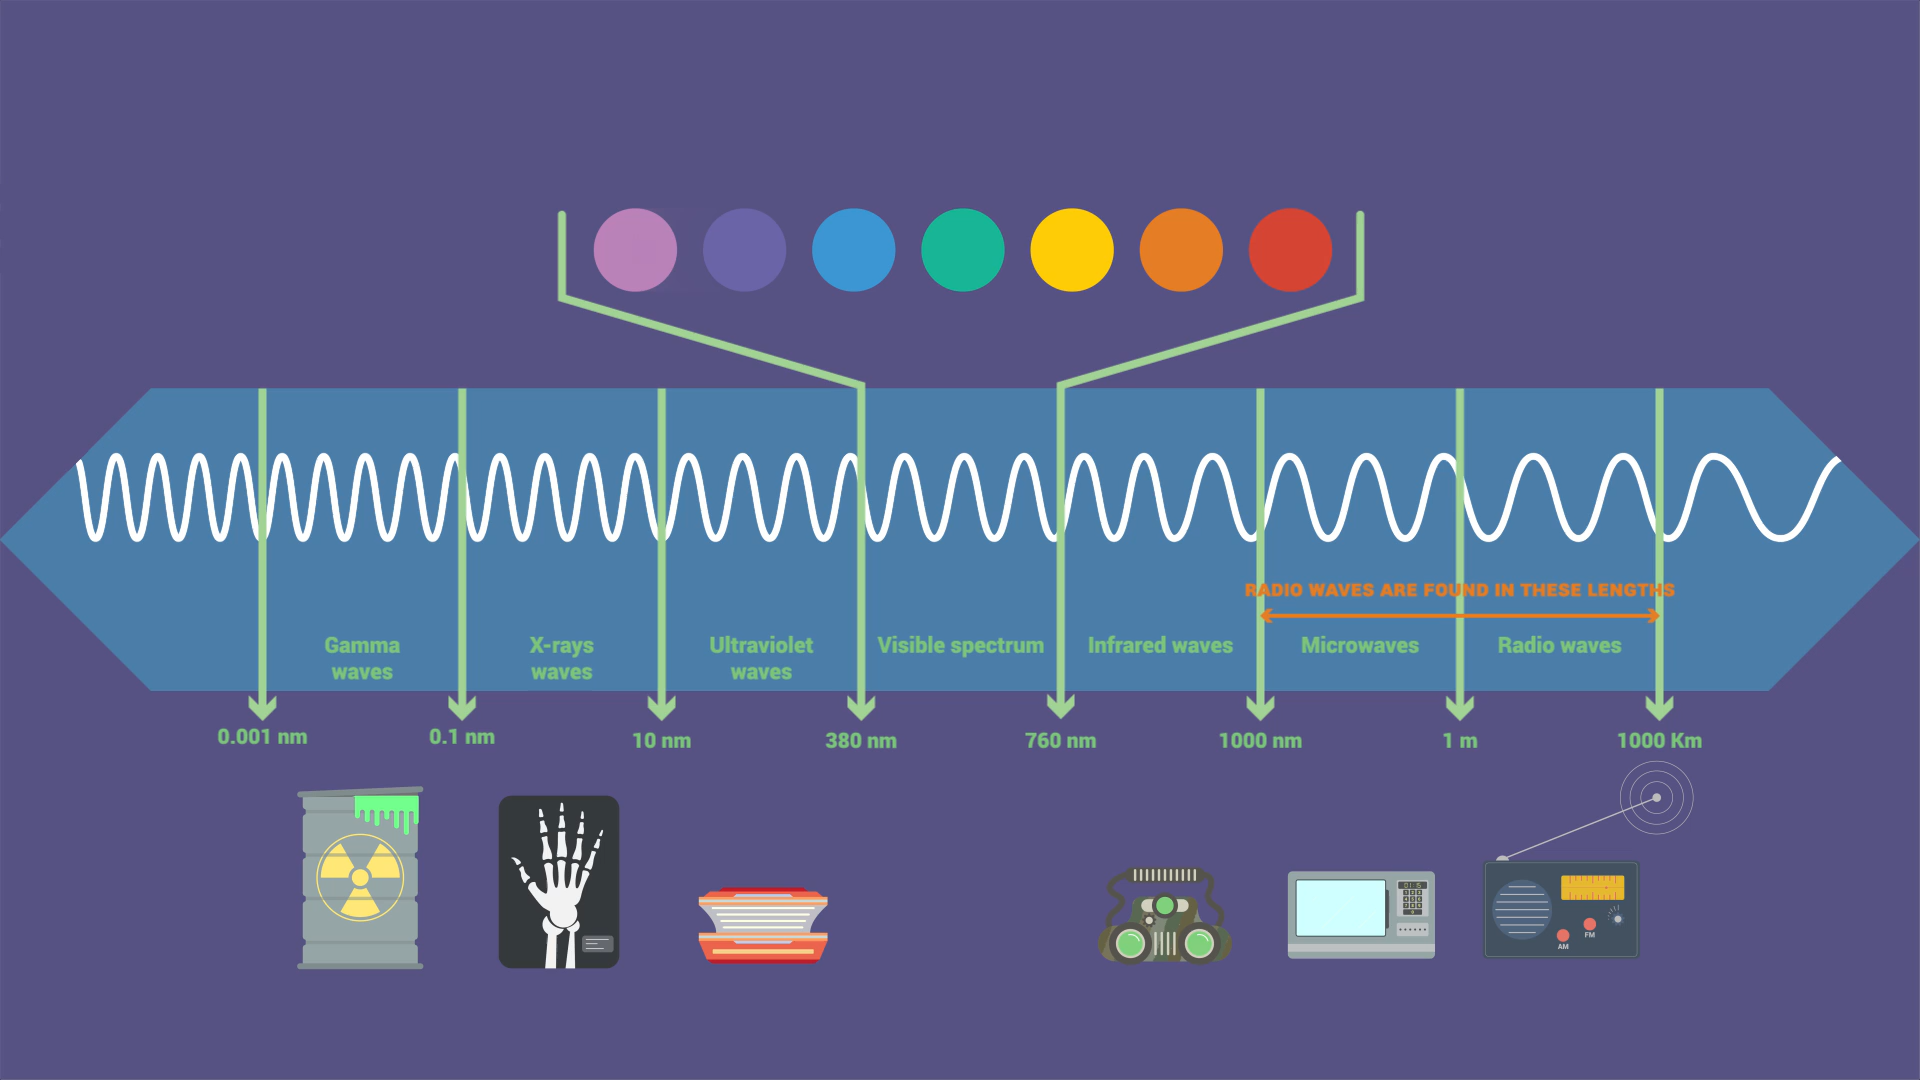 RADIO WAVES ARE FOUND IN THESE LENGTHS
Gamma
waves
X-rays
waves
Ultraviolet
waves
Visible spectrum
Infrared waves
Microwaves
Radio waves
0.001 nm
0.1 nm
10 nm
380 nm
760 nm
1000 nm
1 m
1000 Km
AM
FM